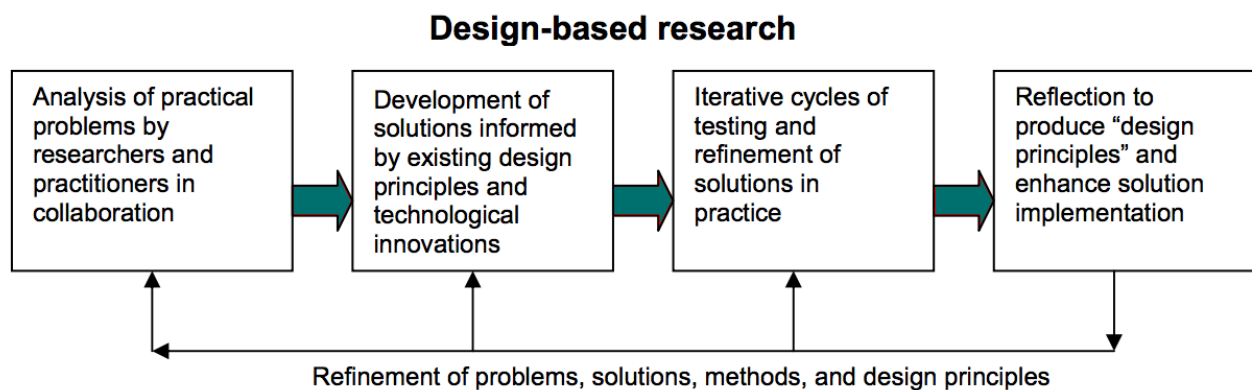 Design-based research
Analysis of practical
problems by
researchers and
practitioners in
collaboration
Development of
solutions informed
by existing design
principles and
technological
innovations
Iterative cycles of
testing and
refinement of
solutions in
practice
Reflection to
produce “design
principles” and
enhance solution
implementation
Refinement of problems, solutions, methods, and design principles